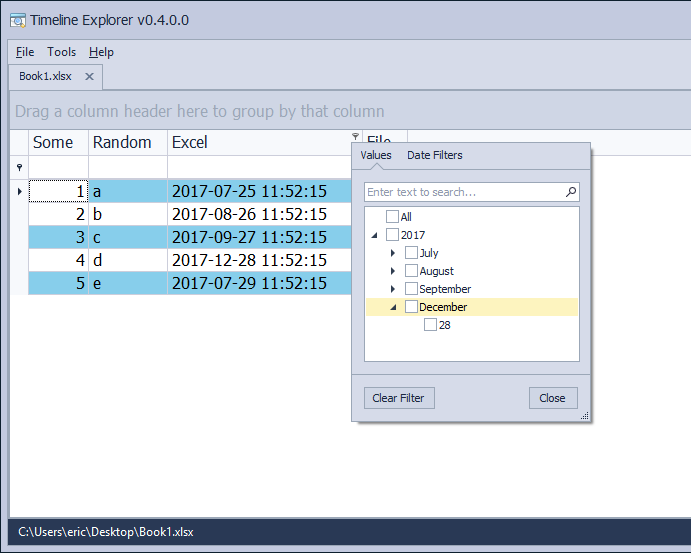 Timeline Explorer v0.4.0.0
File Tools Help
Book1.xlsx
Drag a column header here to group by that column
Some Random Excel File
1 a 2017-07-25 11:52:15
2 b 2017-08-26 11:52:15
3 c 2017-09-27 11:52:15
4 d 2017-12-28 11:52:15
5 e 2017-07-29 11:52:15
Values Date Filters
Enter text to search...
All
2017
July
August
September
December
28
Clear Filter Close
C:\Users\eric\Desktop\Book1.xlsx